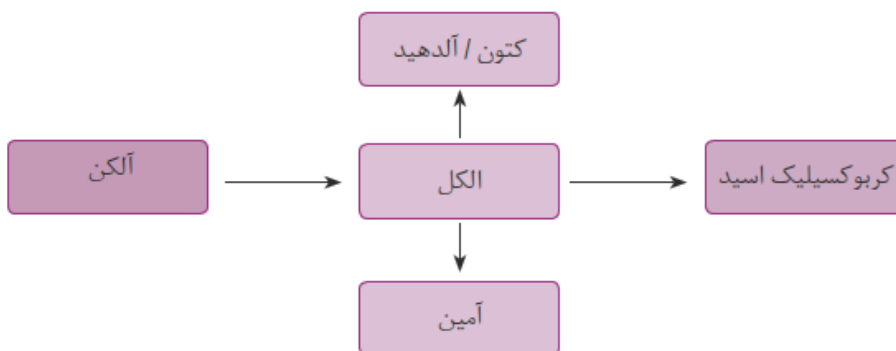 کتون / آلدهید
آلکن
الکل
کربوکسیلیک اسید
آمین